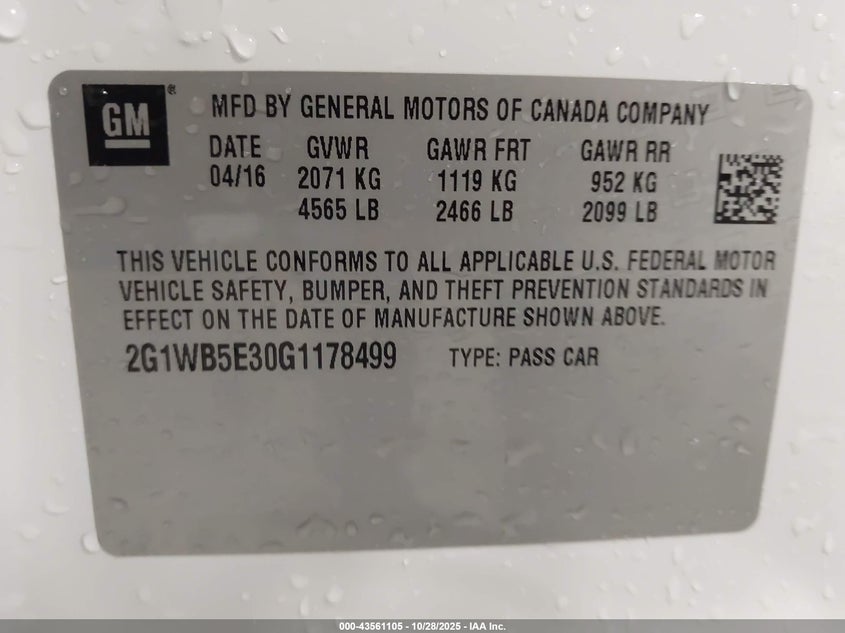 GM®
MFD BY GENERAL MOTORS OF CANADA COMPANY
DATE GVWR GAWR FRT GAWR RR
04/16 2071 KG 1119 KG 952 KG
4565 LB 2466 LB 2099 LB
THIS VEHICLE CONFORMS TO ALL APPLICABLE U.S. FEDERAL MOTOR
VEHICLE SAFETY, BUMPER, AND THEFT PREVENTION STANDARDS IN
EFFECT ON THE DATE OF MANUFACTURE SHOWN ABOVE.
2G1WB5E30G1178499 TYPE: PASS CAR
000-43561105 - 10/28/2025 - IAA Inc.